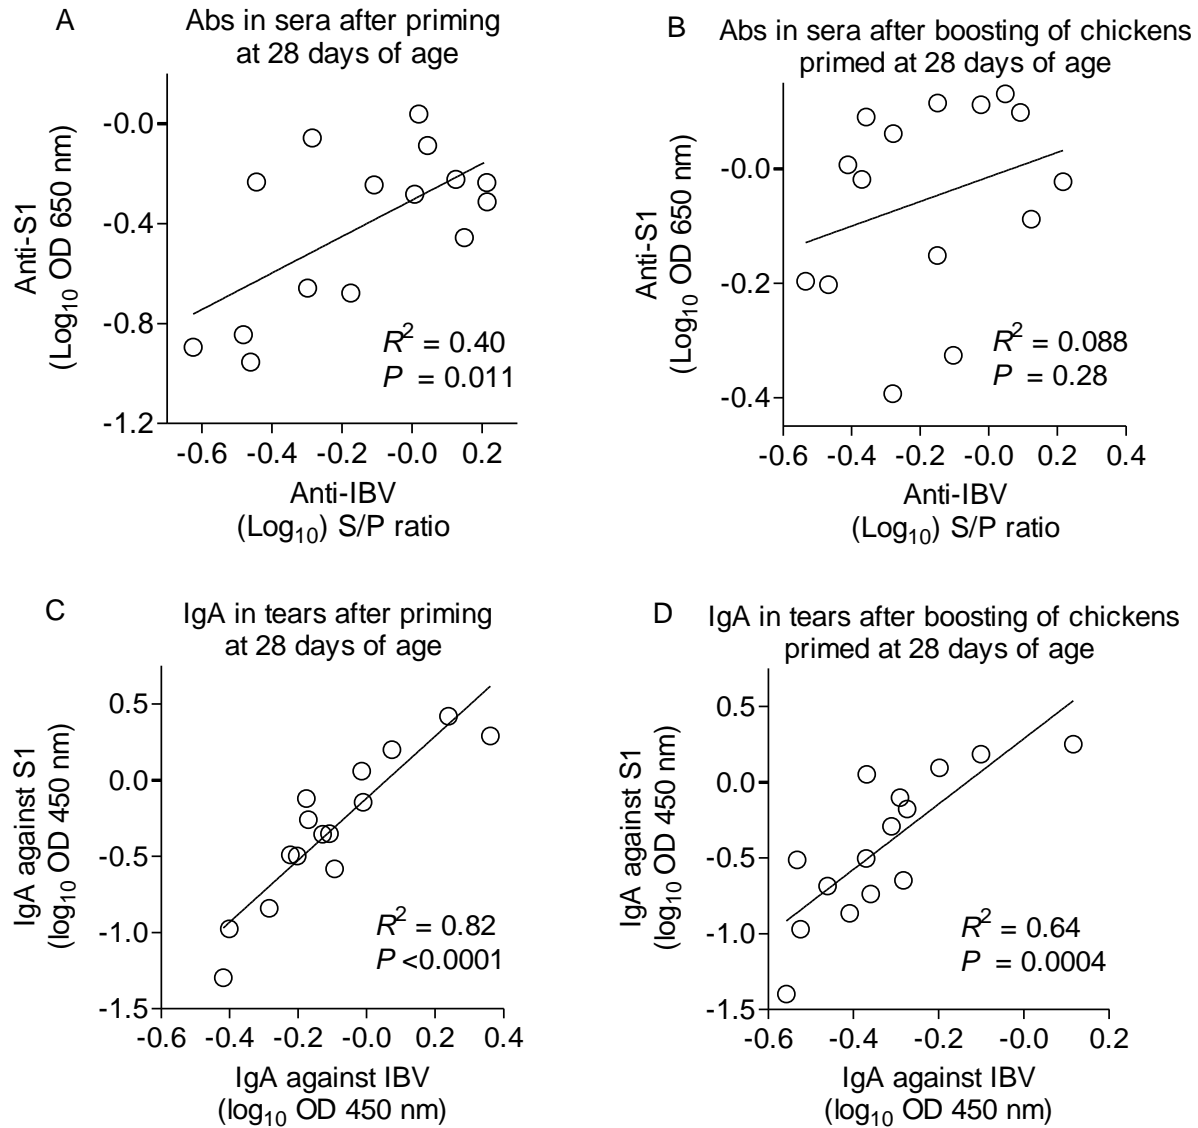 A
Abs in sera after priming
at 28 days of age
Anti-S1
(Log10 OD 650 nm)
-0.0
-0.4
-0.8
-1.2
R2 = 0.40
P = 0.011
-0.6 -0.4 -0.2 -0.0 0.2
Anti-IBV
(Log10) S/P ratio
B
Abs in sera after boosting of chickens
primed at 28 days of age
Anti-S1
(Log10 OD 650 nm)
-0.0
-0.2
-0.4
R2 = 0.088
P = 0.28
-0.6 -0.4 -0.2 -0.0 0.2 0.4
Anti-IBV
(Log10) S/P ratio
C
IgA in tears after priming
at 28 days of age
IgA against S1
(log10 OD 450 nm)
0.5
0.0
-0.5
-1.0
-1.5
R2 = 0.82
P <0.0001
-0.6 -0.4 -0.2 -0.0 0.2 0.4
IgA against IBV
(log10 OD 450 nm)
D
IgA in tears after boosting of chickens
primed at 28 days of age
IgA against S1
(log10 OD 450 nm)
0.5
0.0
-0.5
-1.0
-1.5
R2 = 0.64
P = 0.0004
-0.6 -0.4 -0.2 -0.0 0.2
IgA against IBV
(log10 OD 450 nm)